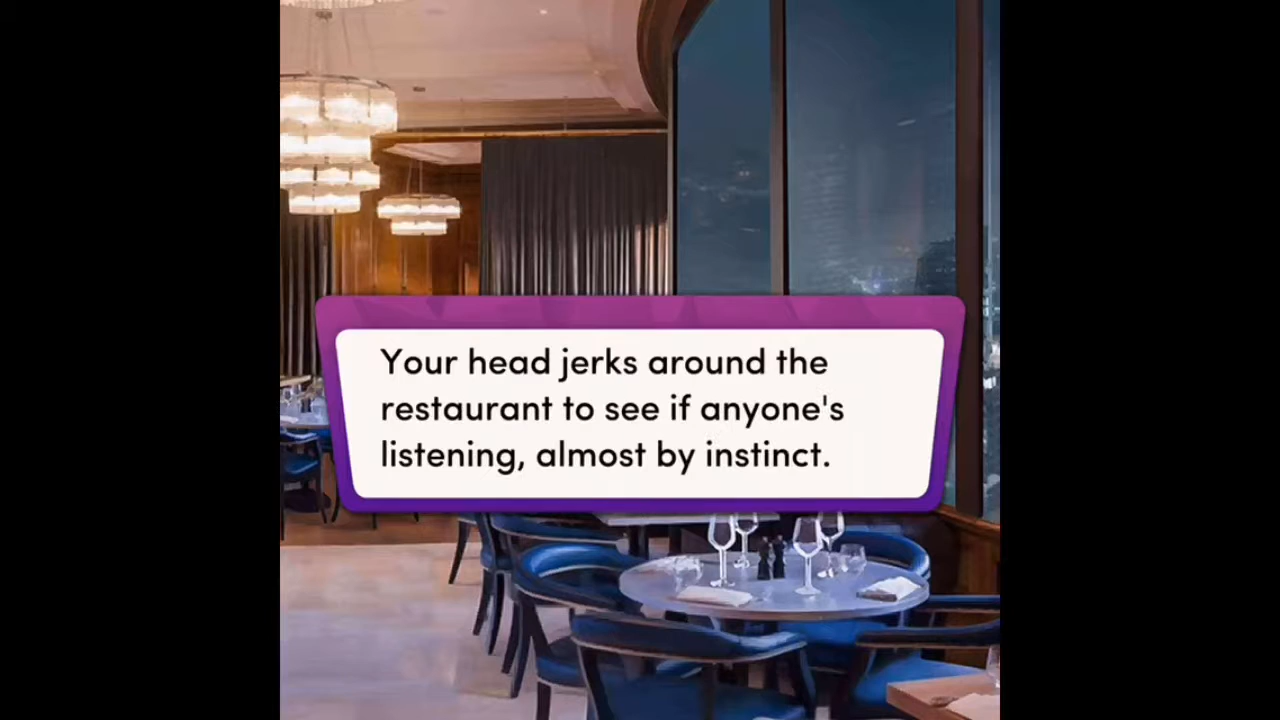 Your head jerks around the
restaurant to see if anyone's
listening, almost by instinct.